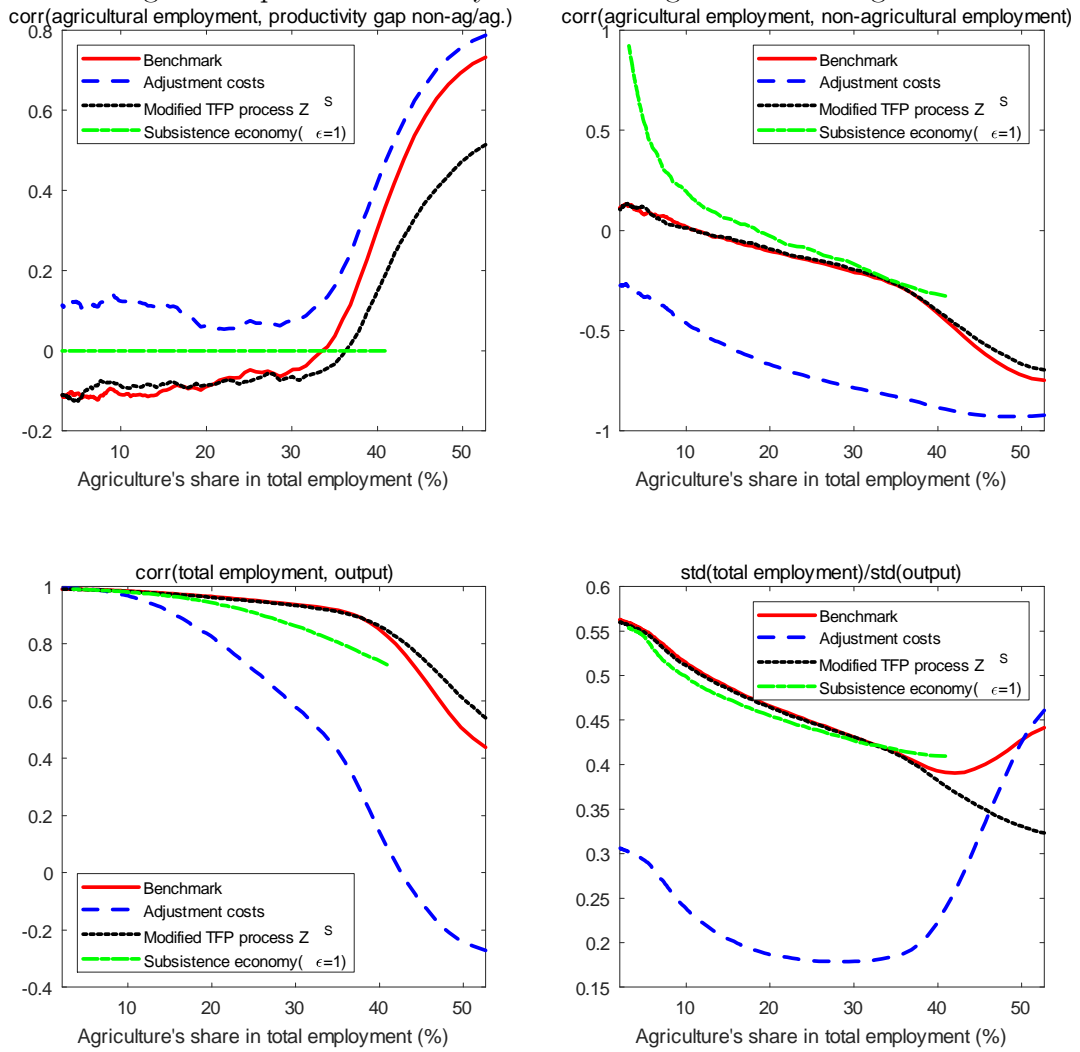 corr(agricultural employment, productivity gap non-ag/ag.)
0.8
0.6
0.4
0.2
0
-0.2
10
20
30
40
50
Agriculture's share in total employment (%)
Benchmark
Adjustment costs
Modified TFP process Z S
Subsistence economy( ϵ=1)
corr(agricultural employment, non-agricultural employment)
1
0.5
0
-0.5
-1
10
20
30
40
50
Agriculture's share in total employment (%)
Benchmark
Adjustment costs
Modified TFP process Z S
Subsistence economy( ϵ=1)
corr(total employment, output)
1
0.8
0.6
0.4
0.2
0
-0.2
-0.4
10
20
30
40
50
Agriculture's share in total employment (%)
Benchmark
Adjustment costs
Modified TFP process Z S
Subsistence economy( ϵ=1)
std(total employment)/std(output)
0.6
0.55
0.5
0.45
0.4
0.35
0.3
0.25
0.2
0.15
0.1
10
20
30
40
50
Agriculture's share in total employment (%)
Benchmark
Adjustment costs
Modified TFP process Z S
Subsistence economy( ϵ=1)